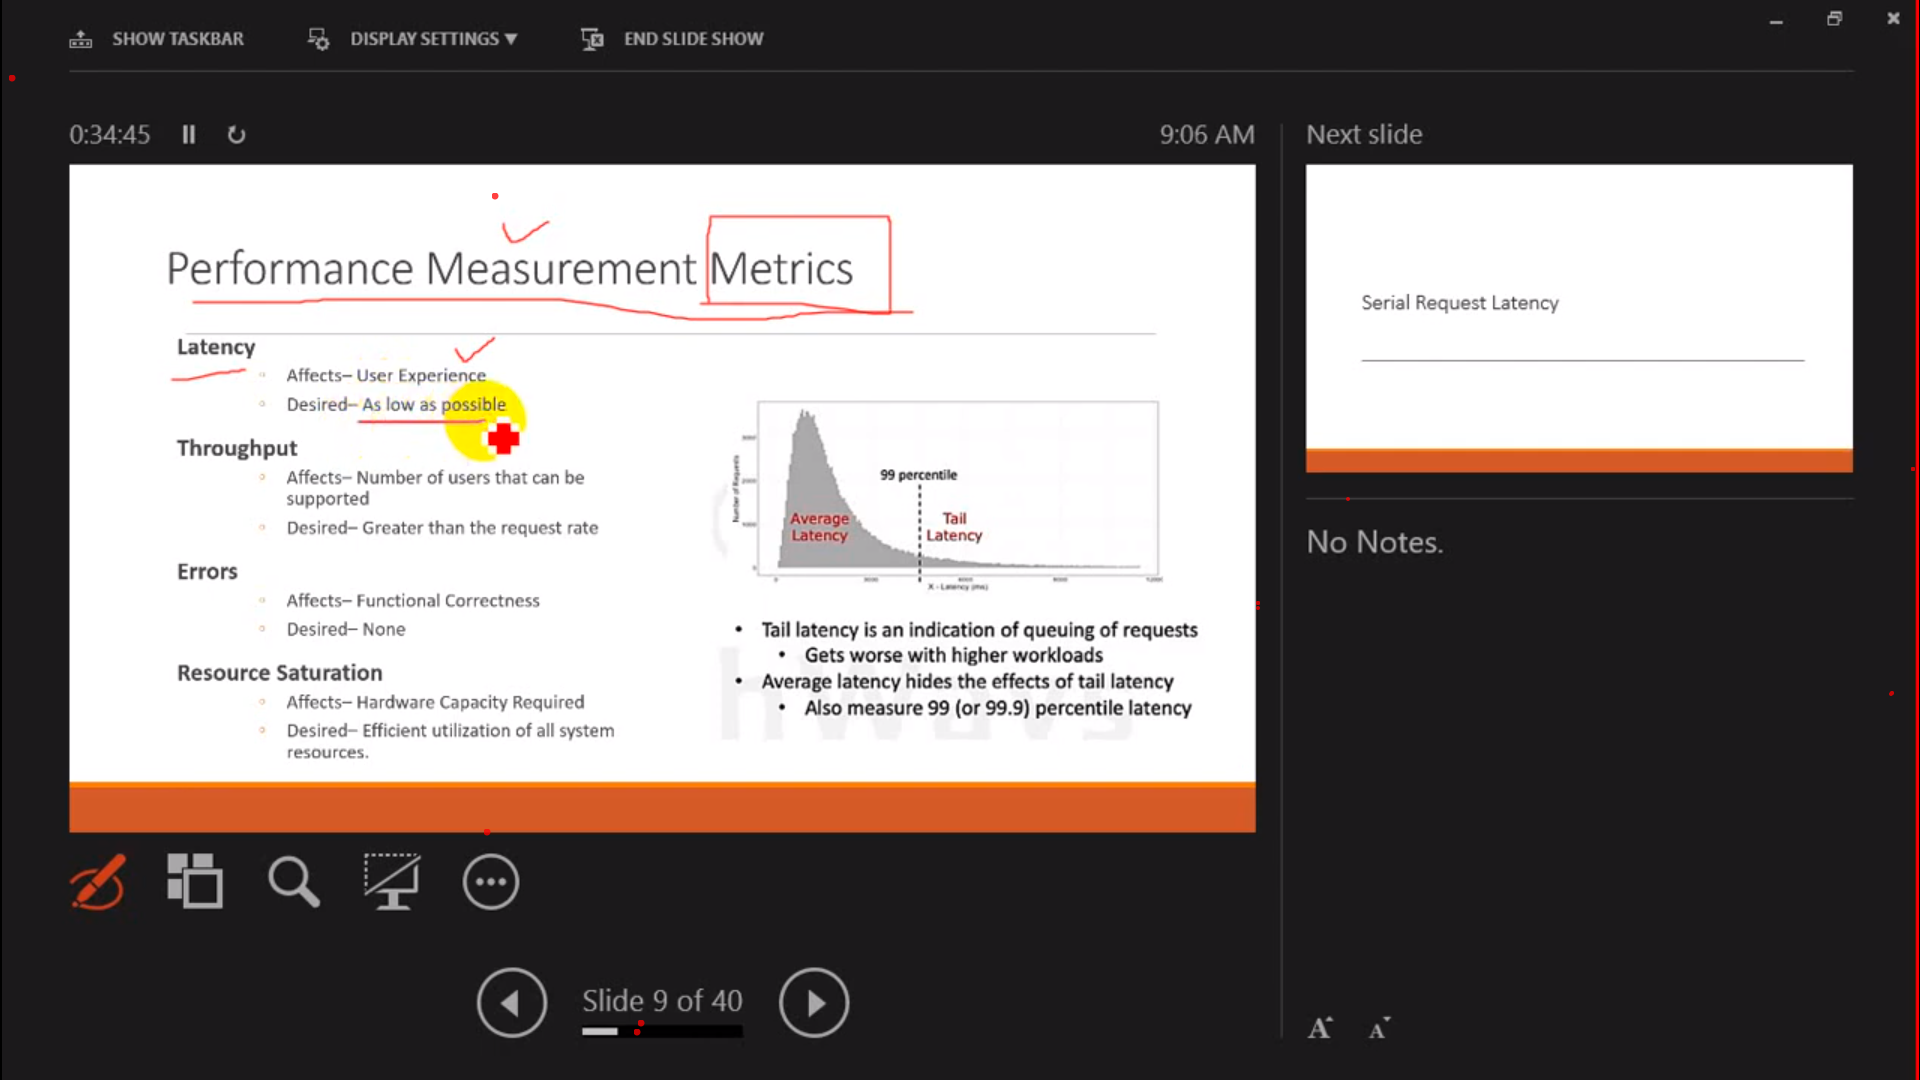 SHOW TASKBAR DISPLAY SETTINGS ▼ END SLIDE SHOW
0:34:45 9:06 AM
Performance Measurement Metrics
Latency
Affects– User Experience
Desired– As low as possible
Throughput
Affects– Number of users that can be
supported
Desired– Greater than the request rate
Errors
Affects– Functional Correctness
Desired– None
Resource Saturation
Affects– Hardware Capacity Required
Desired– Efficient utilization of all system
resources.
Number of Requests
99 percentile
Average
Latency
Tail
Latency
X - Latency (ms)
• Tail latency is an indication of queuing of requests
• Gets worse with higher workloads
• Average latency hides the effects of tail latency
• Also measure 99 (or 99.9) percentile latency
Next slide
Serial Request Latency
No Notes.
Slide 9 of 40
A A